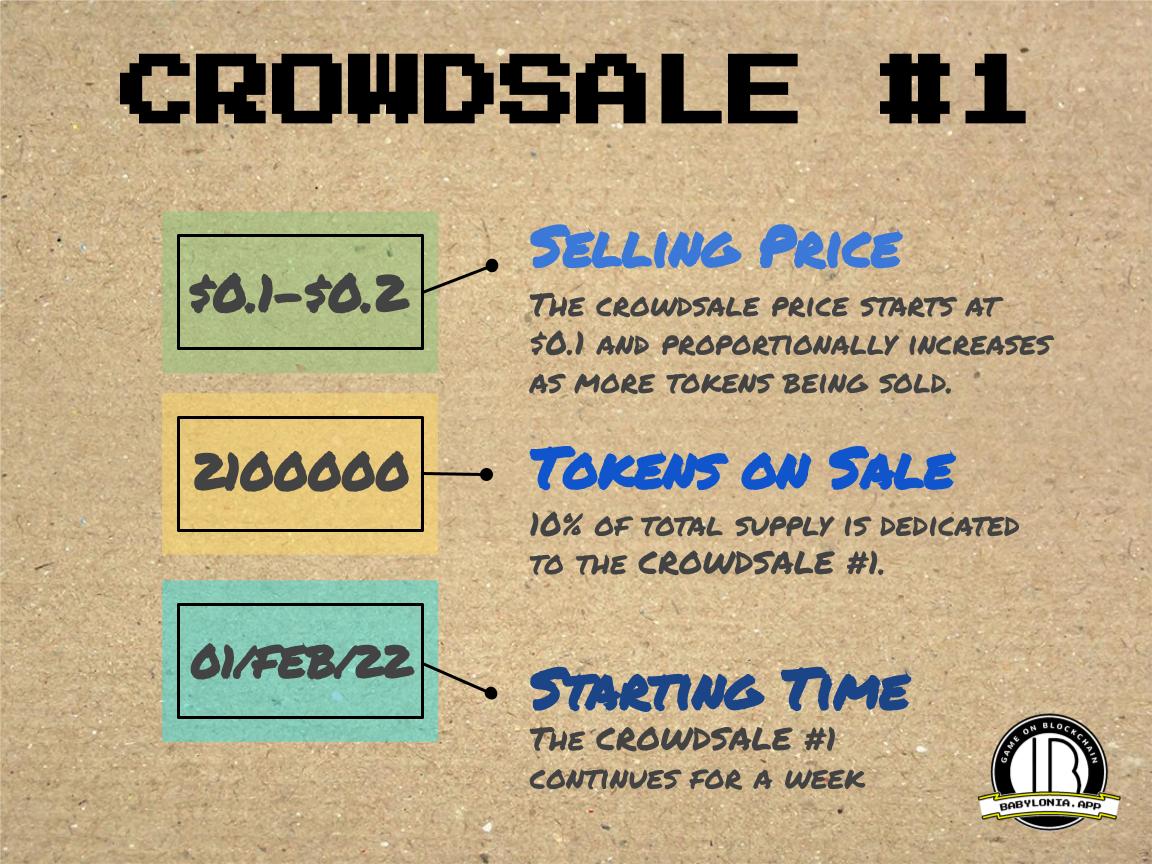 CROWDSALE #1
$0.1-$0.2
SELLING PRICE
THE CROWDSALE PRICE STARTS AT
$0.1 AND PROPORTIONALLY INCREASES
AS MORE TOKENS BEING SOLD.
2100000
TOKENS ON SALE
10% OF TOTAL SUPPLY IS DEDICATED
TO THE CROWDSALE #1.
01/FEB/22
STARTING TIME
THE CROWDSALE #1
CONTINUES FOR A WEEK
GAME ON BLOCKCHAIN
B
BABYLONIA.APP